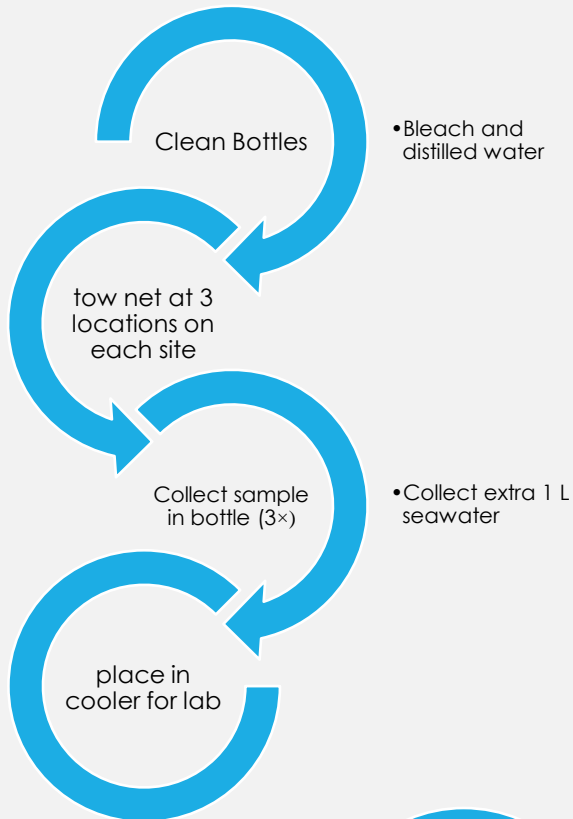 Clean Bottles
•Bleach and
distilled water
tow net at 3
locations on
each site
Collect sample
in bottle (3×)
•Collect extra 1 L
seawater
place in
cooler for lab